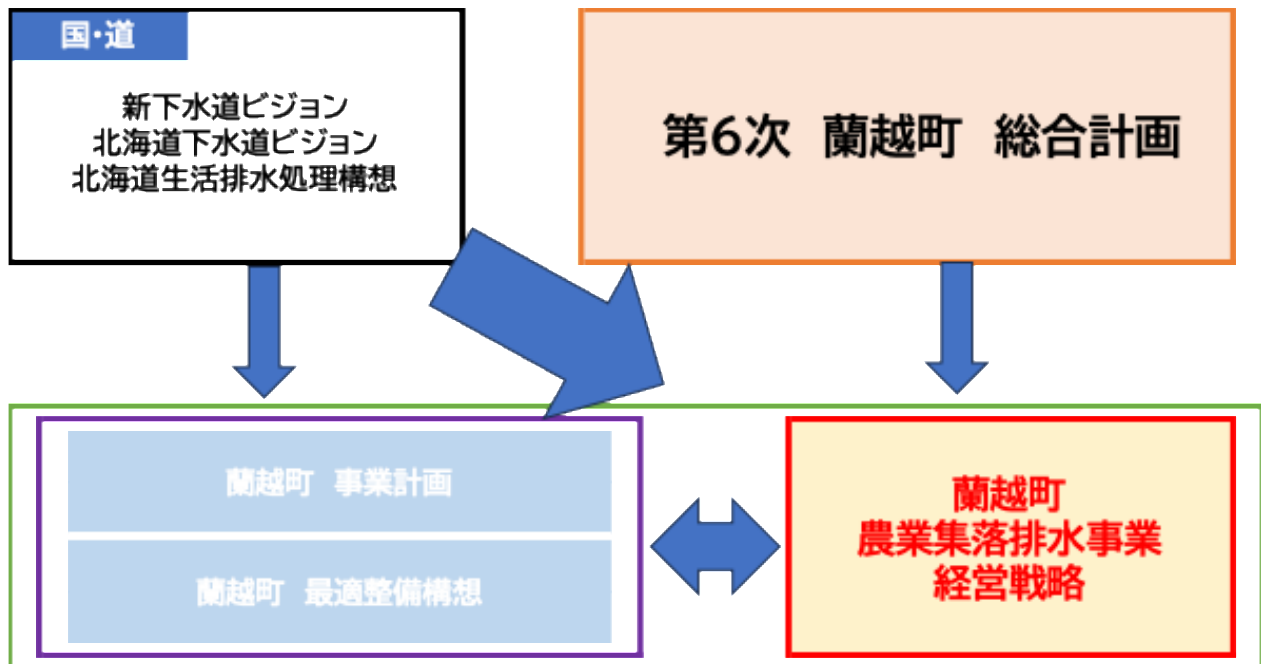 国・道
新下水道ビジョン
北海道下水道ビジョン
北海道生活排水処理構想
第6次 蘭越町 総合計画
蘭越町 事業計画
蘭越町 最適整備構想
蘭越町
農業集落排水事業
経営戦略